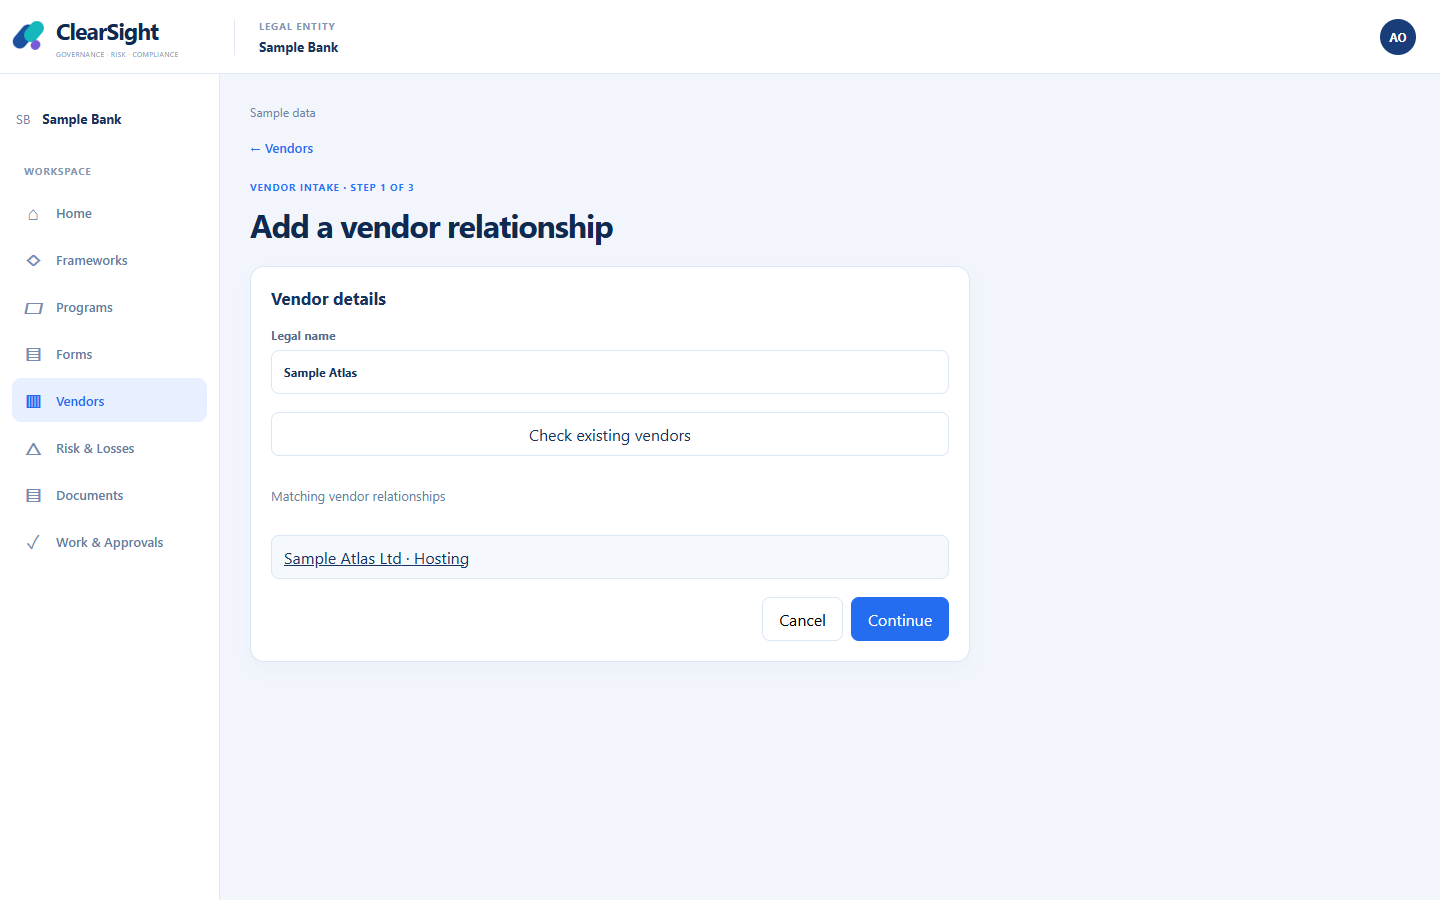 ClearSight
GOVERNANCE · RISK · COMPLIANCE
LEGAL ENTITY
Sample Bank
AO
SB Sample Bank
WORKSPACE
Home
Frameworks
Programs
Forms
Vendors
Risk & Losses
Documents
Work & Approvals
Sample data
← Vendors
VENDOR INTAKE · STEP 1 OF 3
Add a vendor relationship
Vendor details
Legal name
Sample Atlas
Check existing vendors
Matching vendor relationships
Sample Atlas Ltd · Hosting
Cancel
Continue